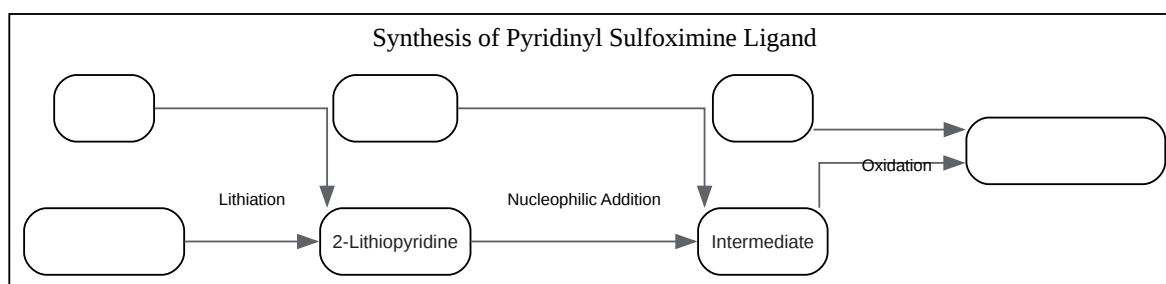 Synthesis of Pyridinyl Sulfoximine Ligand
Oxidation
Lithiation
Nucleophilic Addition
2-Lithiopyridine
Intermediate